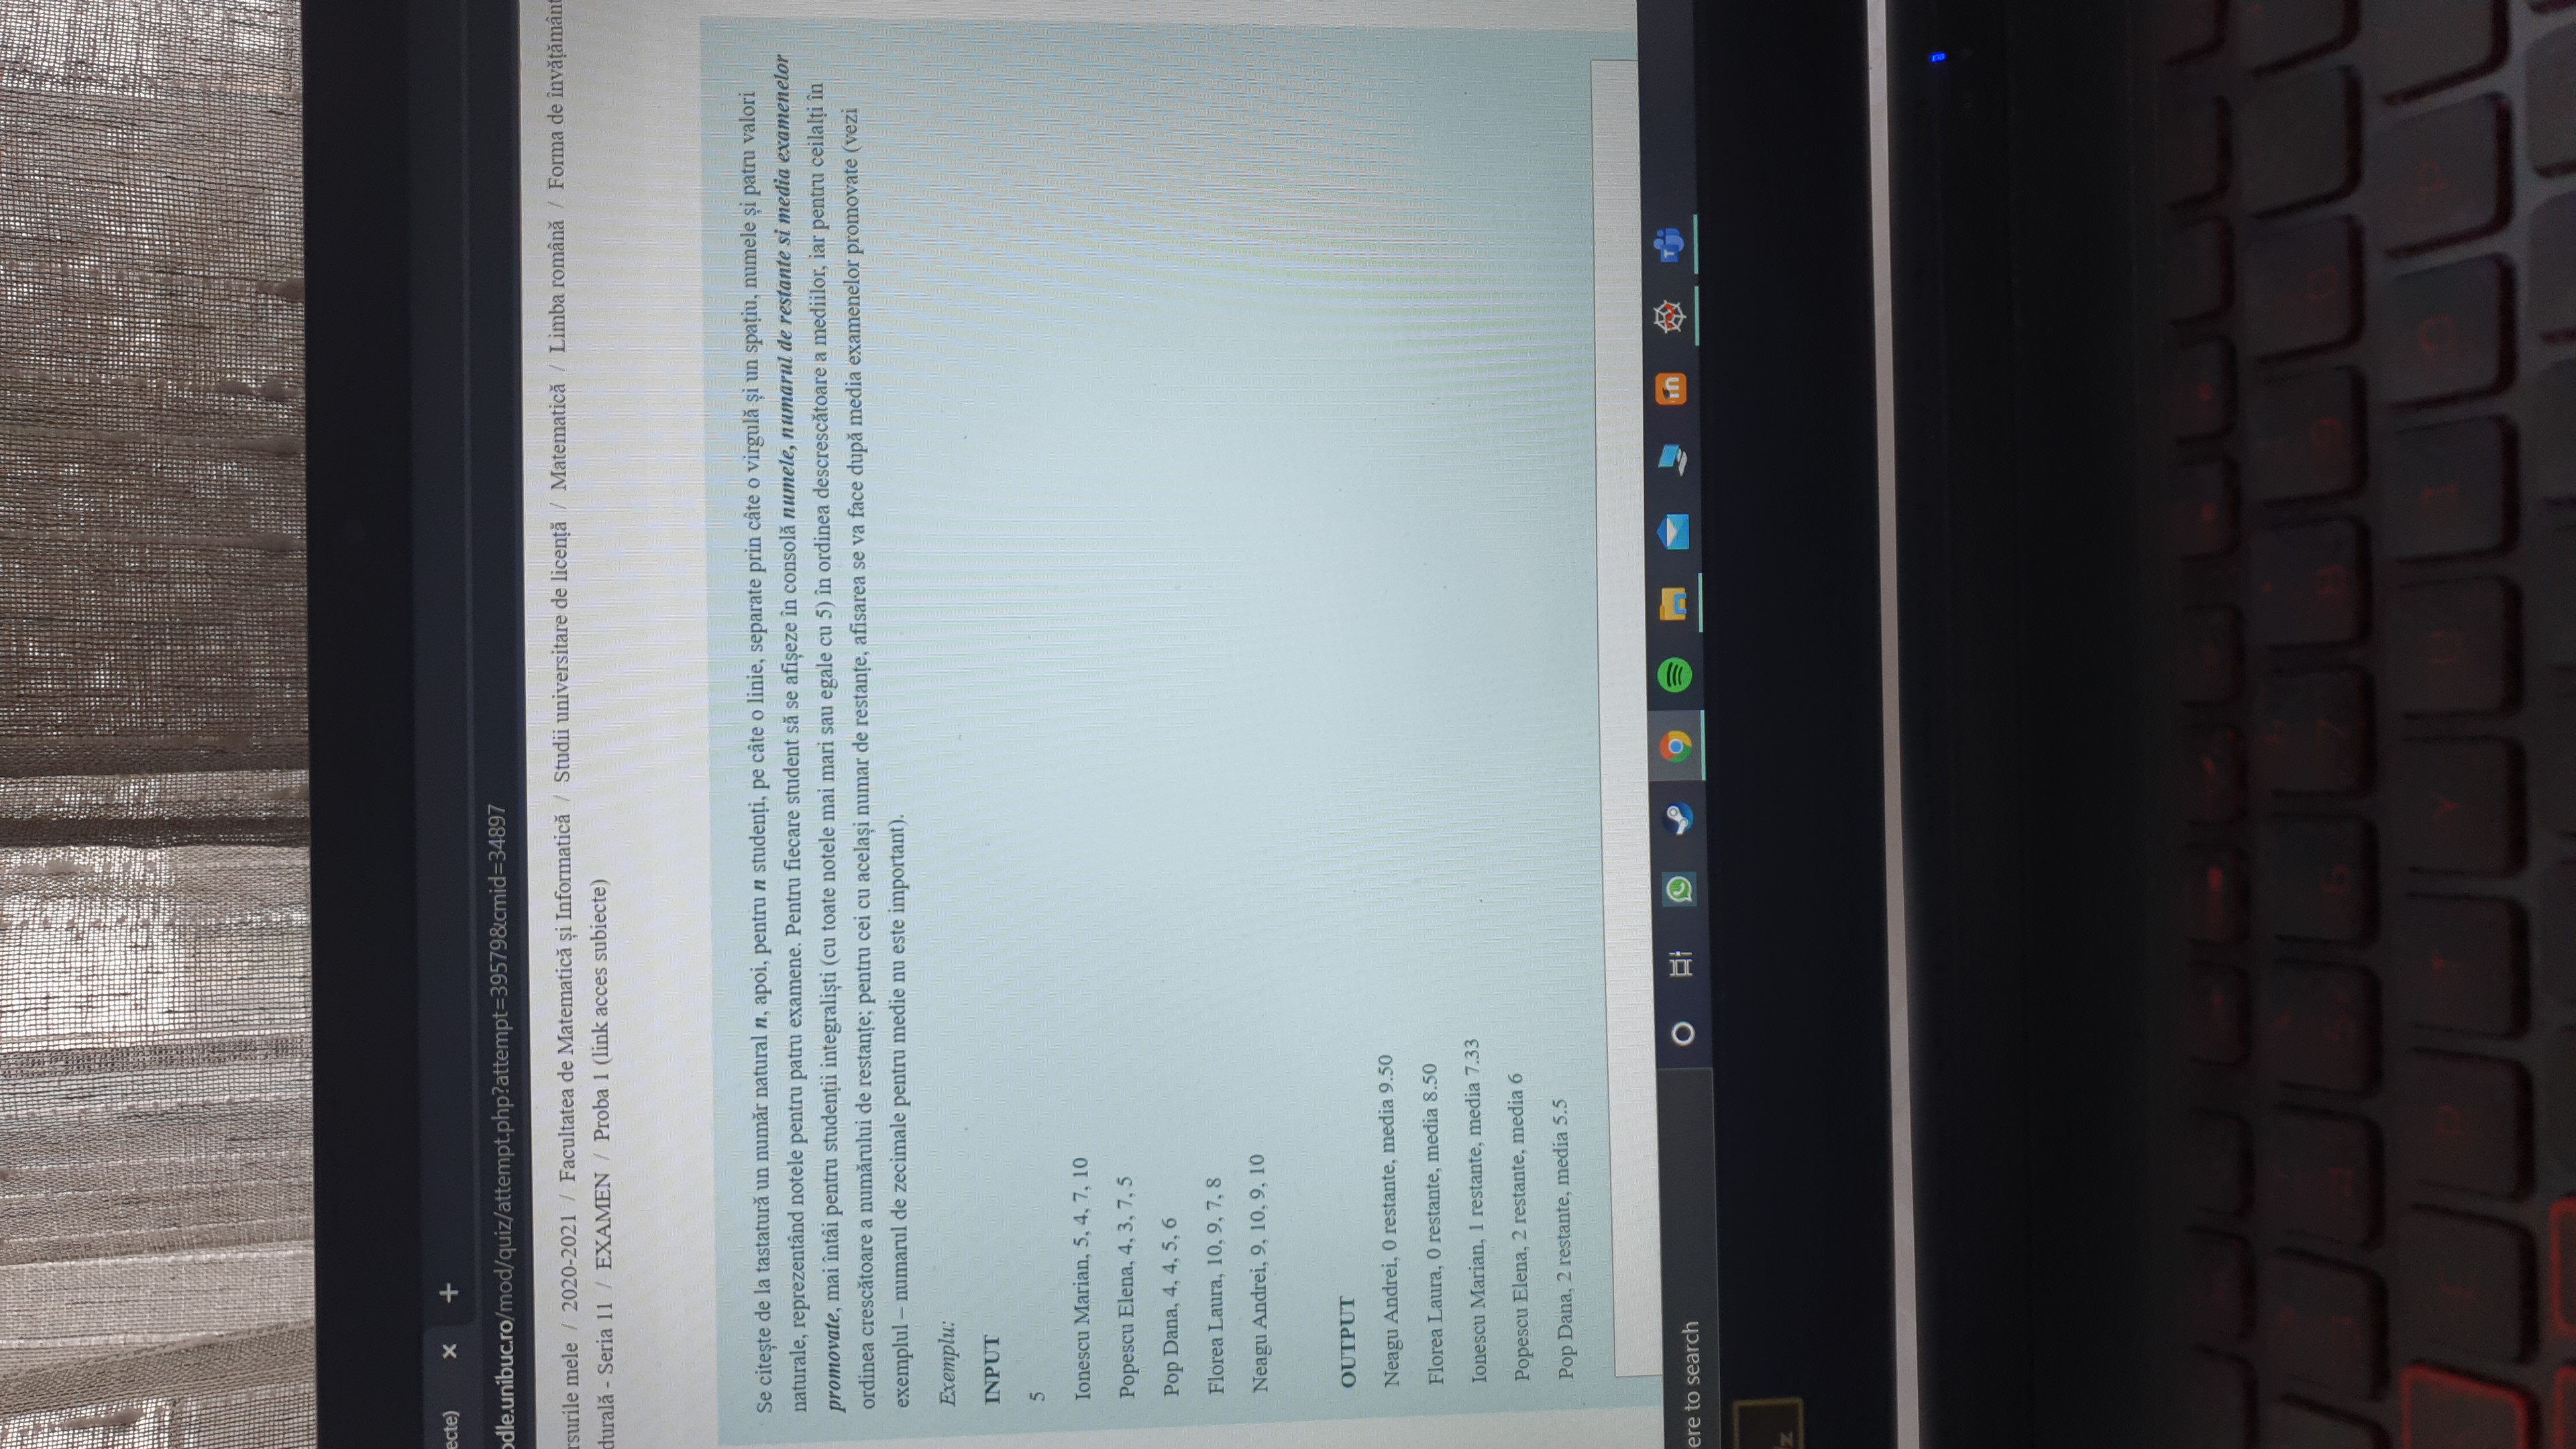 ecte)
odle.unibuc.ro/mod/quiz/attempt.php?attempt=39579&cmid=34897
rsurile mele / 2020-2021 / Facultatea de Matematică și Informatică / Studii universitare de licență / Matematică / Limba română / Forma de învățământ
durală - Seria 11 / EXAMEN / Proba 1 (link acces subiecte)
Se citește de la tastatură un număr natural n, apoi, pentru n studenți, pe câte o linie, separate prin câte o virgulă și un spațiu, numele și patru valori
naturale, reprezentând notele pentru patru examene. Pentru fiecare student să se afișeze în consolă numele, numarul de restante si media examenelor
promovate, mai întâi pentru studenții integraliști (cu toate notele mai mari sau egale cu 5) în ordinea descrescătoare a mediilor, iar pentru ceilalți în
ordinea crescătoare a numărului de restanțe; pentru cei cu același numar de restanțe, afisarea se va face după media examenelor promovate (vezi
exemplul – numarul de zecimale pentru medie nu este important).
Exemplu:
INPUT
5
Ionescu Marian, 5, 4, 7, 10
Popescu Elena, 4, 3, 7, 5
Pop Dana, 4, 4, 5, 6
Florea Laura, 10, 9, 7, 8
Neagu Andrei, 9, 10, 9, 10
OUTPUT
Neagu Andrei, 0 restante, media 9.50
Florea Laura, 0 restante, media 8.50
Ionescu Marian, 1 restante, media 7.33
Popescu Elena, 2 restante, media 6
Pop Dana, 2 restante, media 5.5
ere to search